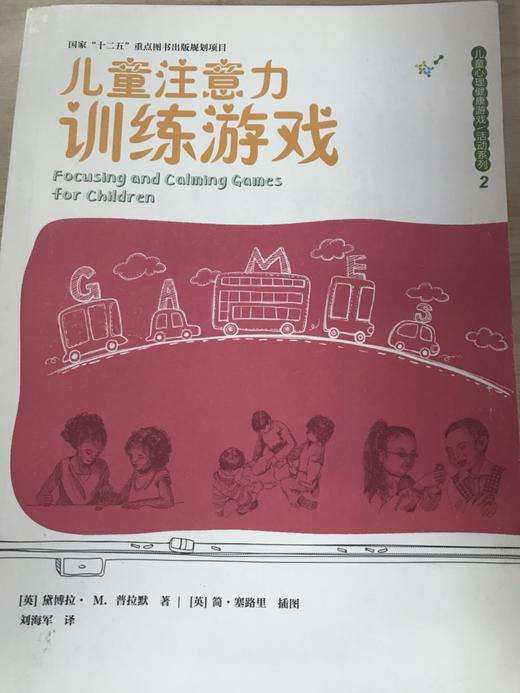 国家“十二五”重点图书出版规划项目
儿童注意力
训练游戏
Focusing and Calming Games
for Children
儿童心理健康游戏/活动系列 2
GAMES
[英] 黛博拉· M. 普拉默 著 | [英] 简·塞路里 插图
刘海军 译